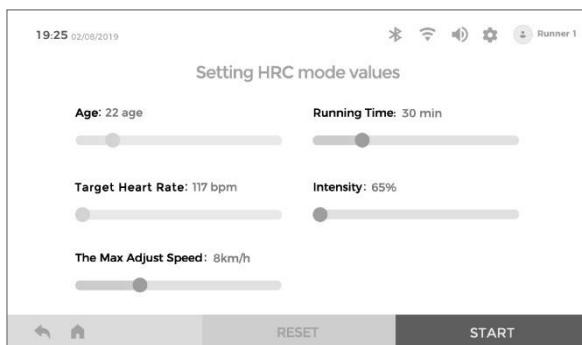 19:25 02/08/2019
Runner 1
Setting HRC mode values
Age: 22 age
Running Time: 30 min
Target Heart Rate: 117 bpm
Intensity: 65%
The Max Adjust Speed: 8km/h
RESET
START